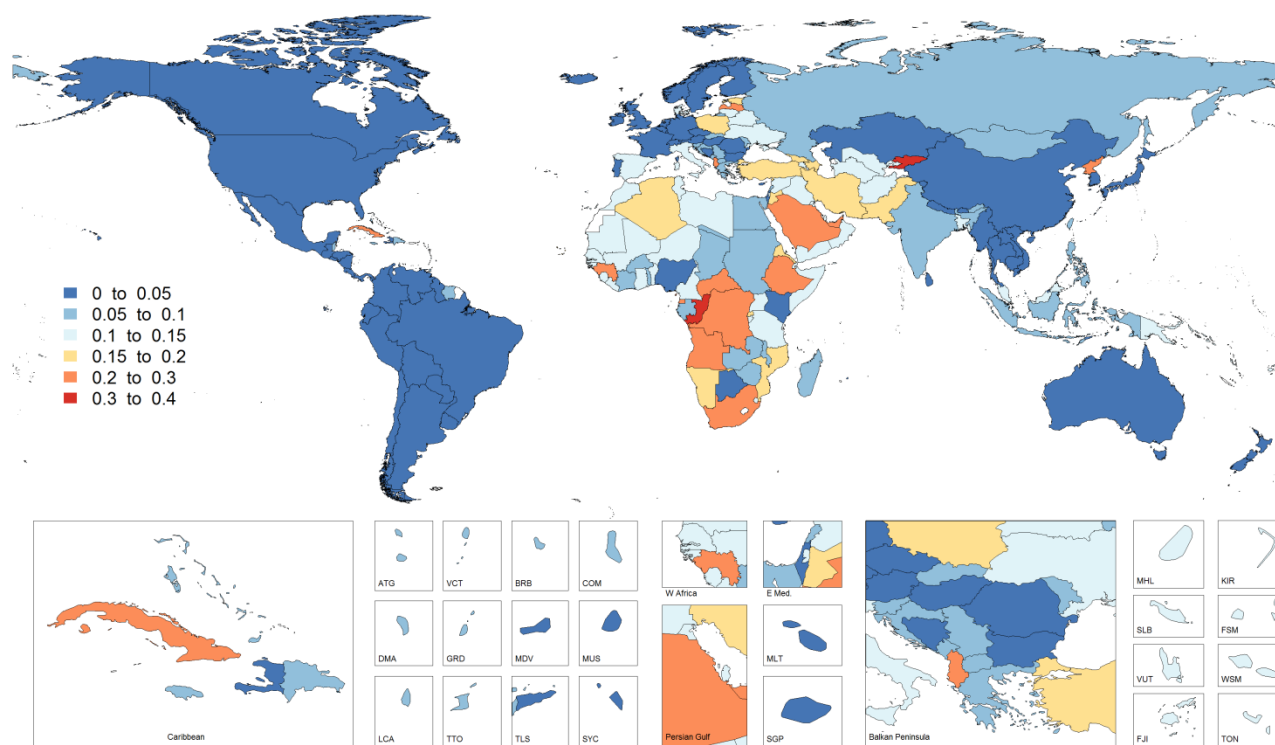 0 to 0.05
0.05 to 0.1
0.1 to 0.15
0.15 to 0.2
0.2 to 0.3
0.3 to 0.4
Caribbean
ATG
VCT
BRB
COM
DMA
GRD
MDV
MUS
LCA
TTO
TLS
SYC
W Africa
E Med.
Persian Gulf
MLT
SGP
Balkan Peninsula
MHL
KIR
SLB
FSM
VUT
WSM
FJI
TON